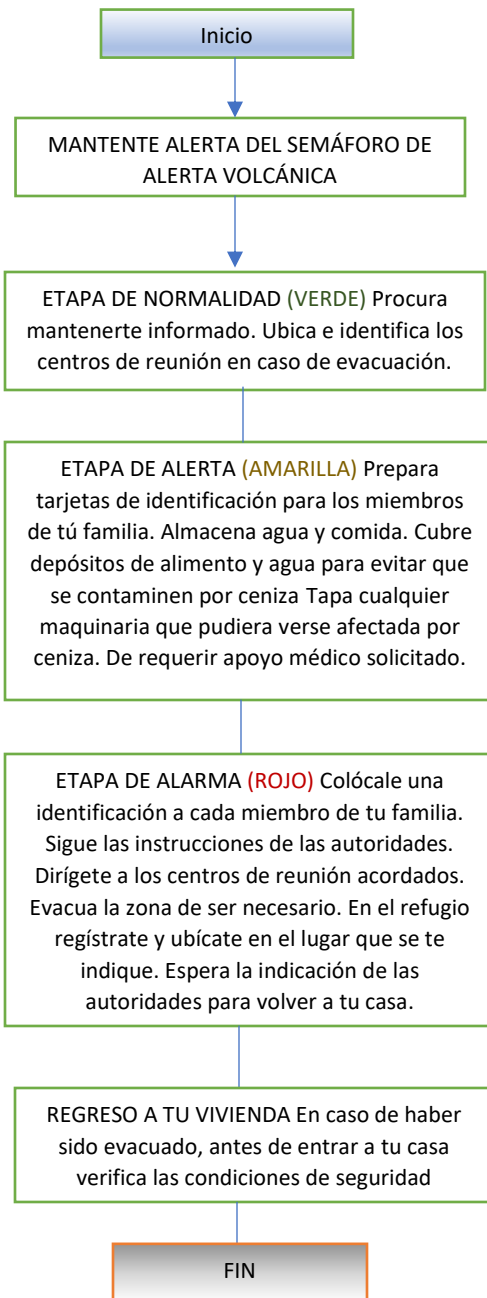 Inicio
MANTENTE ALERTA DEL SEMÁFORO DE
ALERTA VOLCÁNICA
ETAPA DE NORMALIDAD (VERDE) Procura
mantenerte informado. Ubica e identifica los
centros de reunión en caso de evacuación.
ETAPA DE ALERTA (AMARILLA) Prepara
tarjetas de identificación para los miembros
de tú familia. Almacena agua y comida. Cubre
depósitos de alimento y agua para evitar que
se contaminen por ceniza Tapa cualquier
maquinaria que pudiera verse afectada por
ceniza. De requerir apoyo médico solicitado.
ETAPA DE ALARMA (ROJO) Colócale una
identificación a cada miembro de tu familia.
Sigue las instrucciones de las autoridades.
Dirígete a los centros de reunión acordados.
Evacua la zona de ser necesario. En el refugio
regístrate y ubícate en el lugar que se te
indique. Espera la indicación de las
autoridades para volver a tu casa.
REGRESO A TU VIVIENDA En caso de haber
sido evacuado, antes de entrar a tu casa
verifica las condiciones de seguridad
FIN